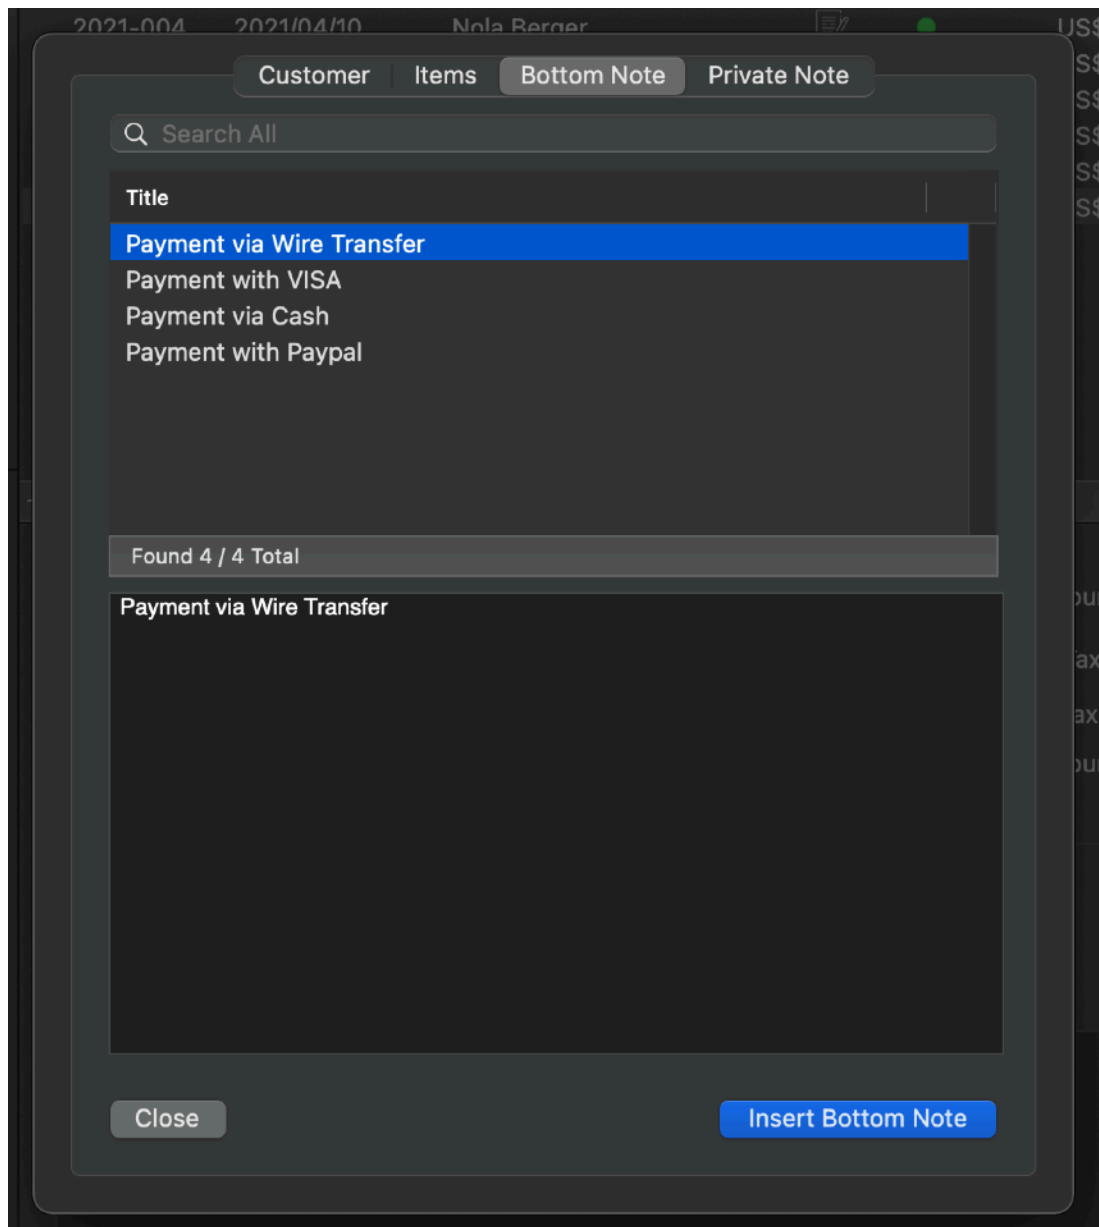 2021-004 2021/04/10 Nola Berger US$
Customer Items Bottom Note Private Note
Search All
Title
Payment via Wire Transfer
Payment with VISA
Payment via Cash
Payment with Paypal
Found 4 / 4 Total
Payment via Wire Transfer
Close Insert Bottom Note